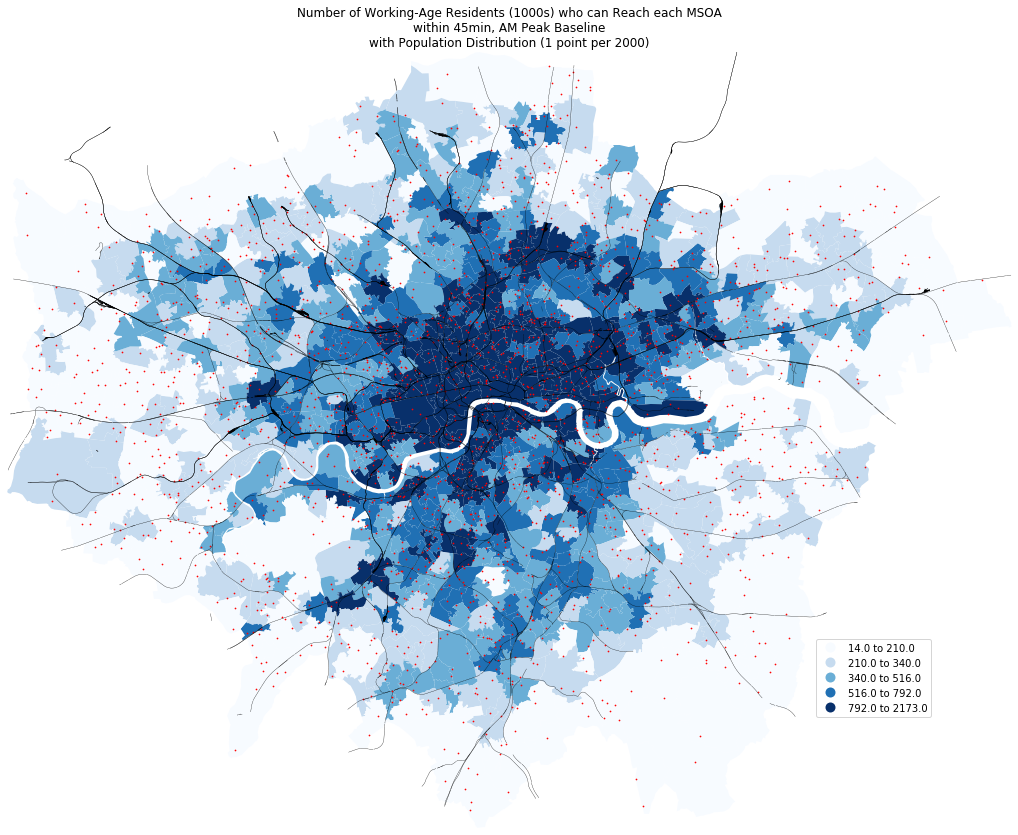 Number of Working-Age Residents (1000s) who can Reach each MSOA
within 45min, AM Peak Baseline
with Population Distribution (1 point per 2000)
14.0 to 210.0
210.0 to 340.0
340.0 to 516.0
516.0 to 792.0
792.0 to 2173.0